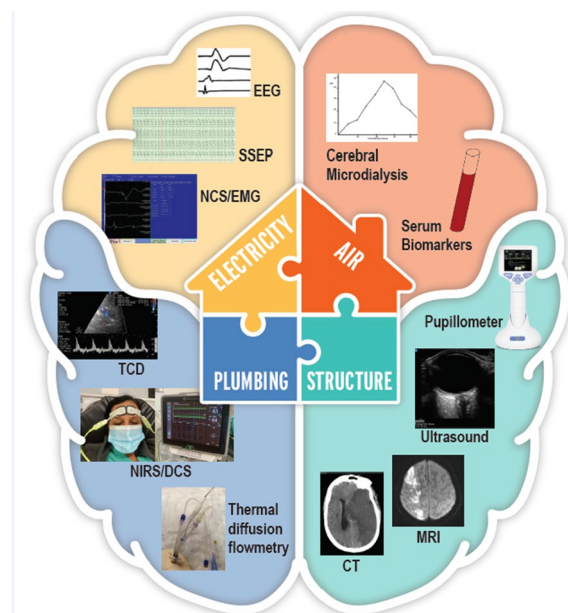 EEG
SSEP
NCS/EMG
Cerebral
Microdialysis
Serum
Biomarkers
ELECTRICITY
AIR
PLUMBING
STRUCTURE
TCD
NIRS/DCS
Thermal
diffusion
flowmetry
Pupillometer
Ultrasound
CT
MRI